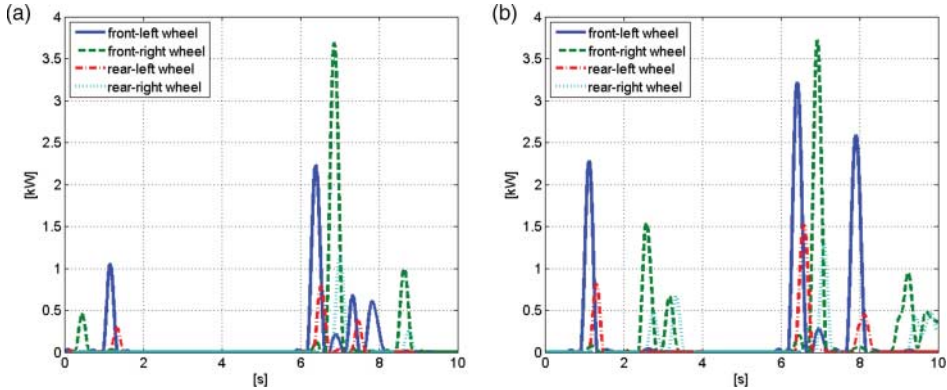 (a)
4
3.5
3
2.5
2
1.5
1
0.5
0
[kW]
front-left wheel
front-right wheel
rear-left wheel
rear-right wheel
0 2 4 6 8 10
[s]
(b)
4
3.5
3
2.5
2
1.5
1
0.5
0
[kW]
front-left wheel
front-right wheel
rear-left wheel
rear-right wheel
0 2 4 6 8 10
[s]